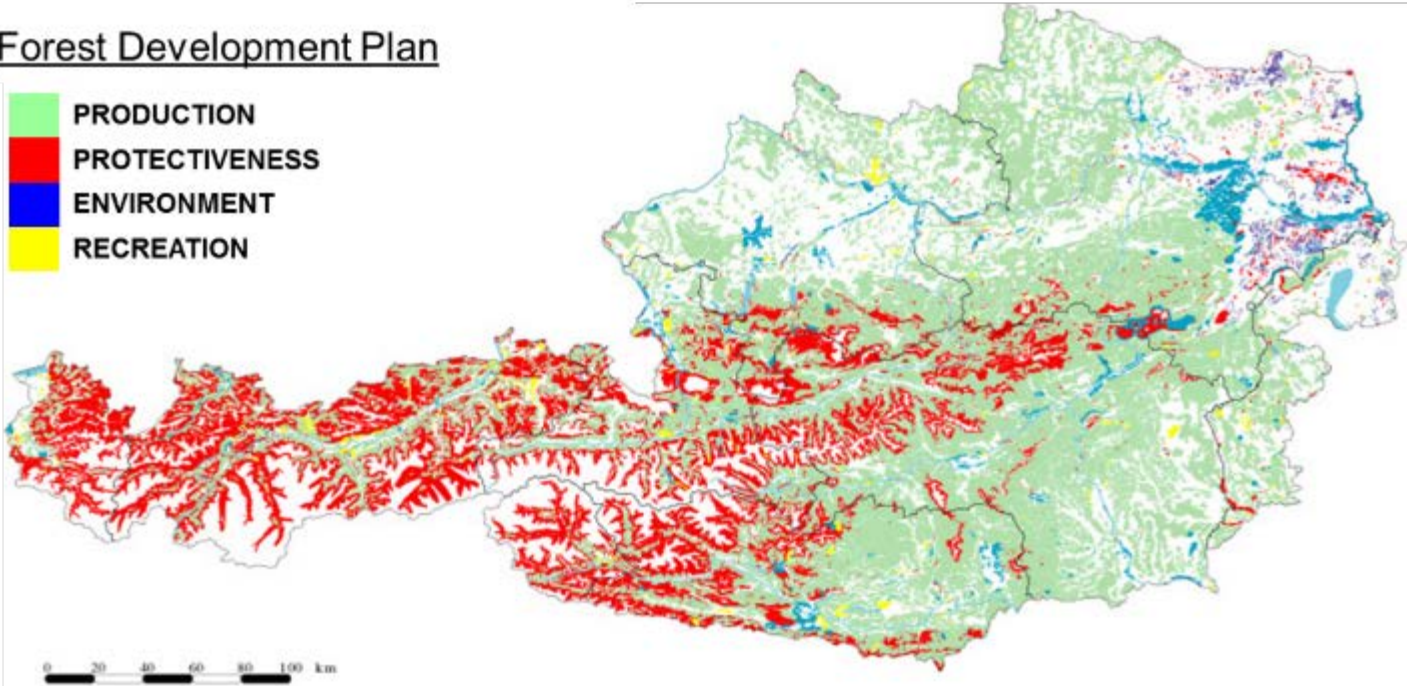 Forest Development Plan
PRODUCTION
PROTECTIVENESS
ENVIRONMENT
RECREATION
0 20 40 60 80 100 km